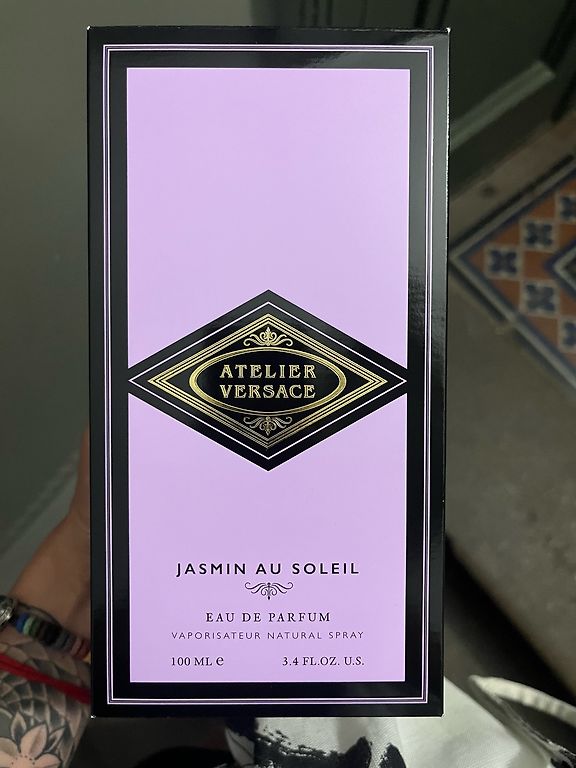 ATELIER
VERSACE
JASMIN AU SOLEIL
EAU DE PARFUM
VAPORISATEUR NATURAL SPRAY
100 ML ℮ 3.4 FL.OZ. U.S.